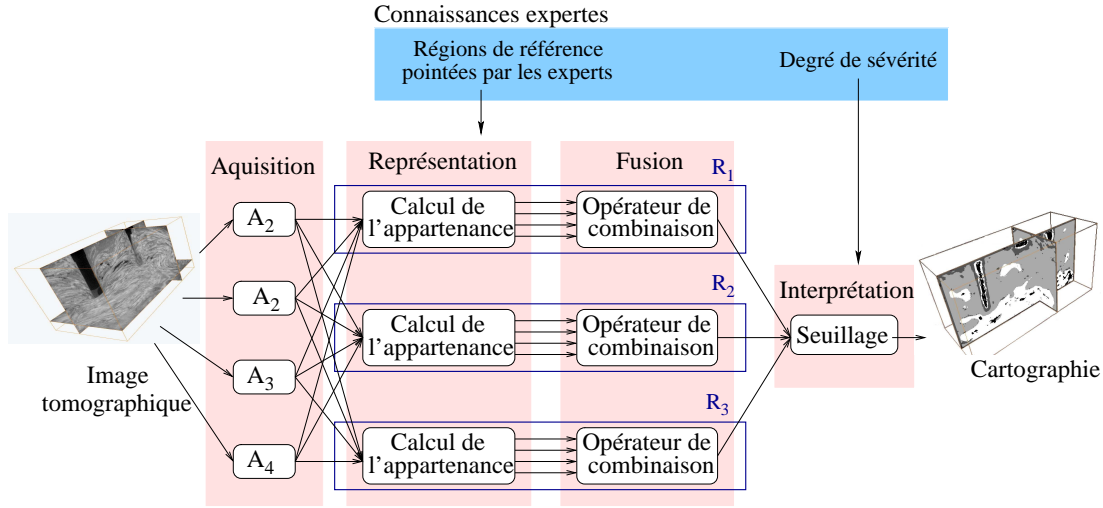 Connaissances expertes
Régions de référence
pointées par les experts
Degré de sévérité
Aquisition
Représentation
Fusion
R1
A2
Calcul de
l'appartenance
Opérateur de
combinaison
A2
R2
Calcul de
l'appartenance
Opérateur de
combinaison
Interprétation
Seuillage
Image
tomographique
A3
Cartographie
R3
A4
Calcul de
l'appartenance
Opérateur de
combinaison